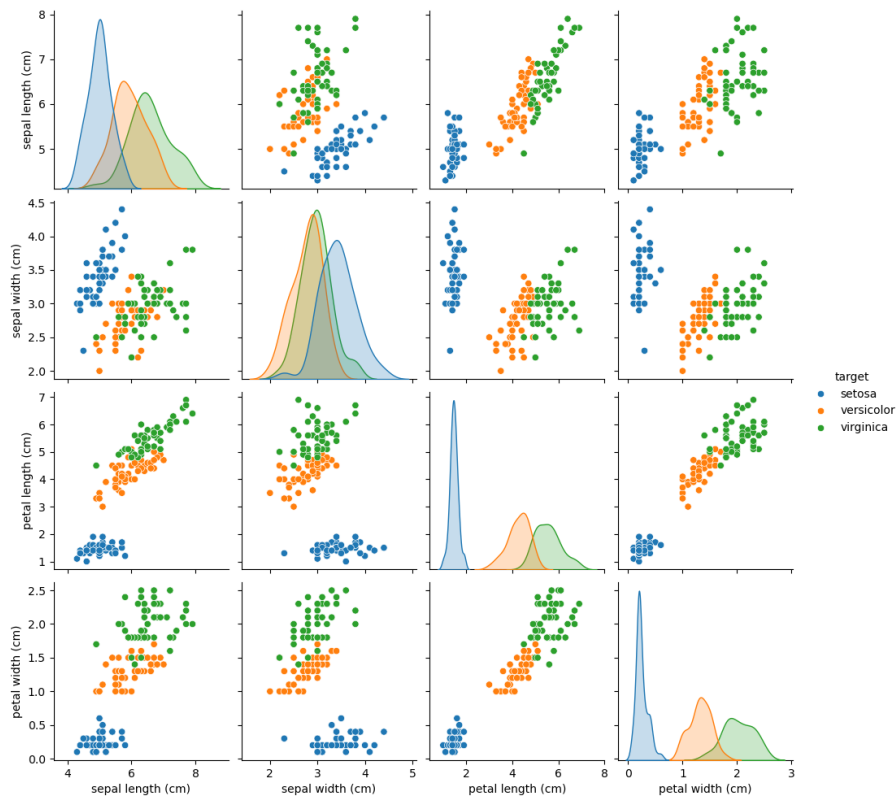 8
7
6
5
sepal length (cm)
4.5
4.0
3.5
3.0
2.5
2.0
sepal width (cm)
target
setosa
versicolor
virginica
7
6
5
4
3
2
1
petal length (cm)
2.5
2.0
1.5
1.0
0.5
0.0
petal width (cm)
4 6 8
sepal length (cm)
2 3 4 5
sepal width (cm)
0 2 4 6 8
petal length (cm)
0 1 2 3
petal width (cm)